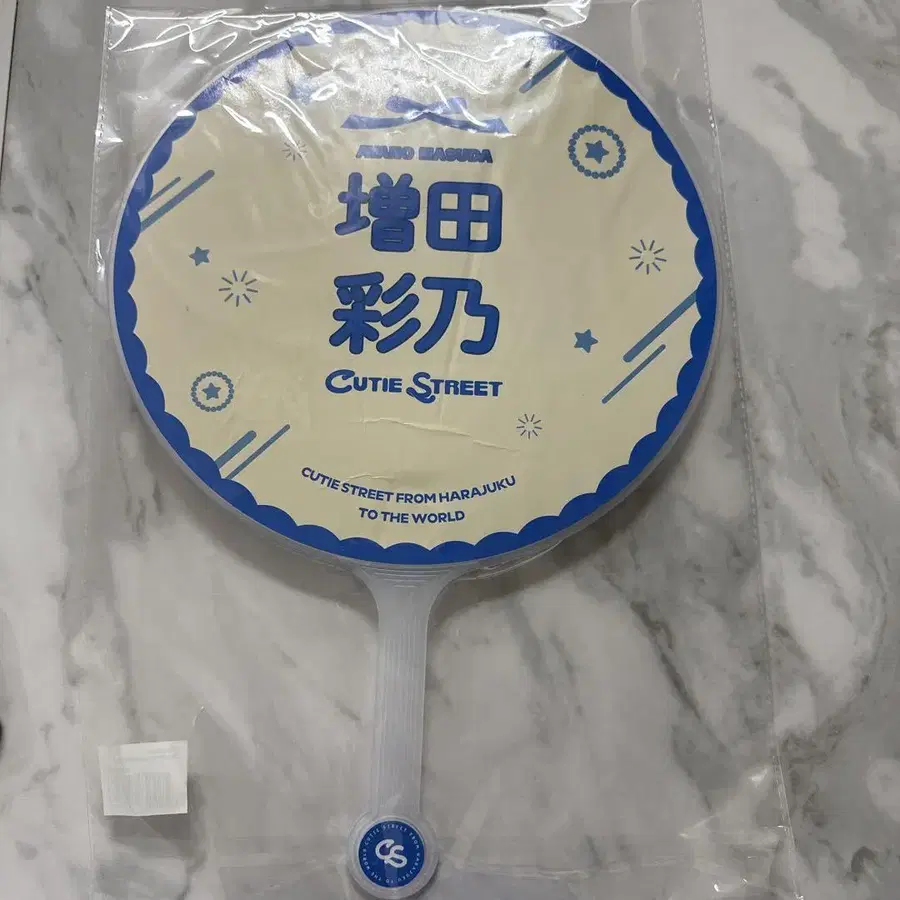 AYANO MASUDA
増田
彩乃
CUTIE STREET
CUTIE STREET FROM HARAJUKU
TO THE WORLD
CS